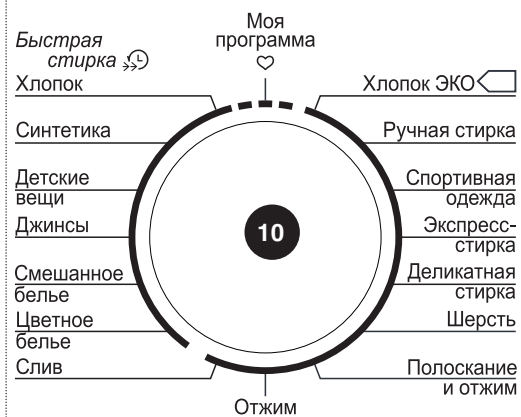 Моя
программа
Быстрая
стирка
Хлопок
Синтетика
Детские
вещи
Джинсы
Смешанное
белье
Цветное
белье
Слив
10
Хлопок ЭКО
Ручная стирка
Спортивная
одежда
Экспресс-
стирка
Деликатная
стирка
Шерсть
Полоскание
и отжим
Отжим